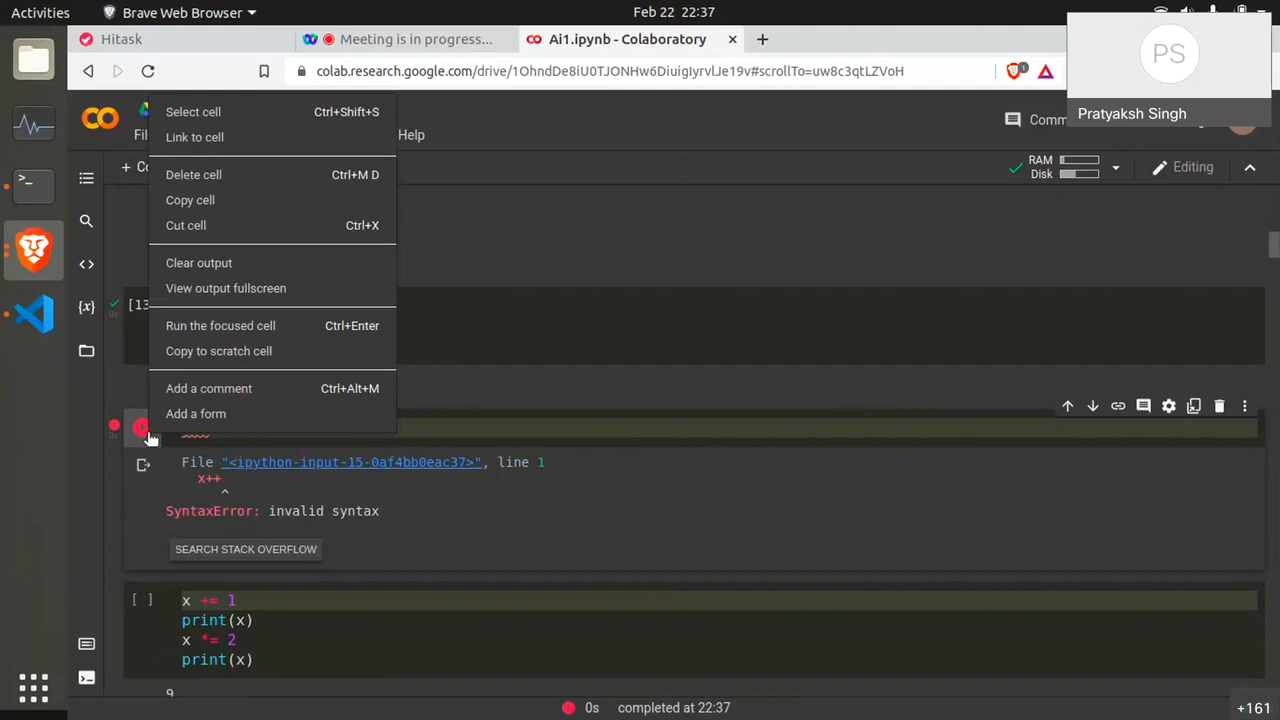 Activities
Brave Web Browser
Feb 22 22:37
Hitask
Meeting is in progress...
Ai1.ipynb - Colaboratory
colab.research.google.com/drive/1OhndDe8iU0TJONHw6DiuigIyrvlJe19v#scrollTo=uw8c3qtLZVoH
1
PS
Pratyaksh Singh
Select cell Ctrl+Shift+S
Link to cell
Delete cell Ctrl+M D
Copy cell
Cut cell Ctrl+X
Clear output
View output fullscreen
Run the focused cell Ctrl+Enter
Copy to scratch cell
Add a comment Ctrl+Alt+M
Add a form
Help
RAM
Disk
Editing
{x}
0s
0s
File "<ipython-input-15-0af4bb0eac37>", line 1
x++
^
SyntaxError: invalid syntax
SEARCH STACK OVERFLOW
[ ]
x += 1
print(x)
x *= 2
print(x)
9
0s completed at 22:37
+161